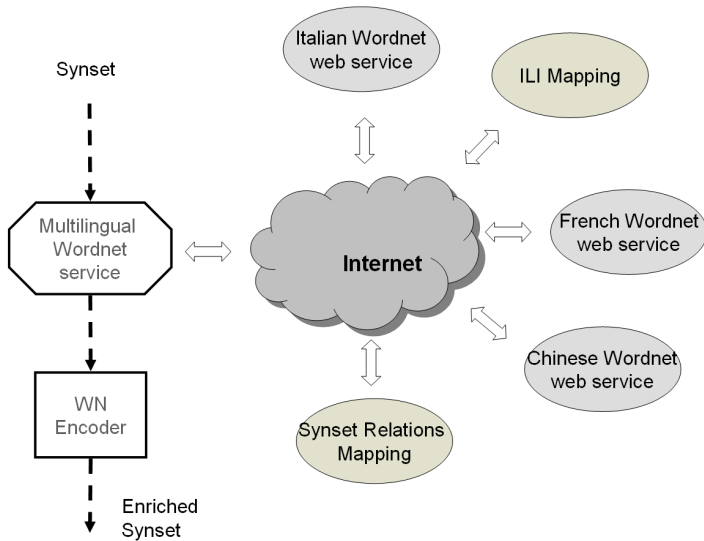 Synset
Multilingual
Wordnet
service
WN
Encoder
Enriched
Synset
Italian Wordnet
web service
ILI Mapping
French Wordnet
web service
Internet
Chinese Wordnet
web service
Synset Relations
Mapping